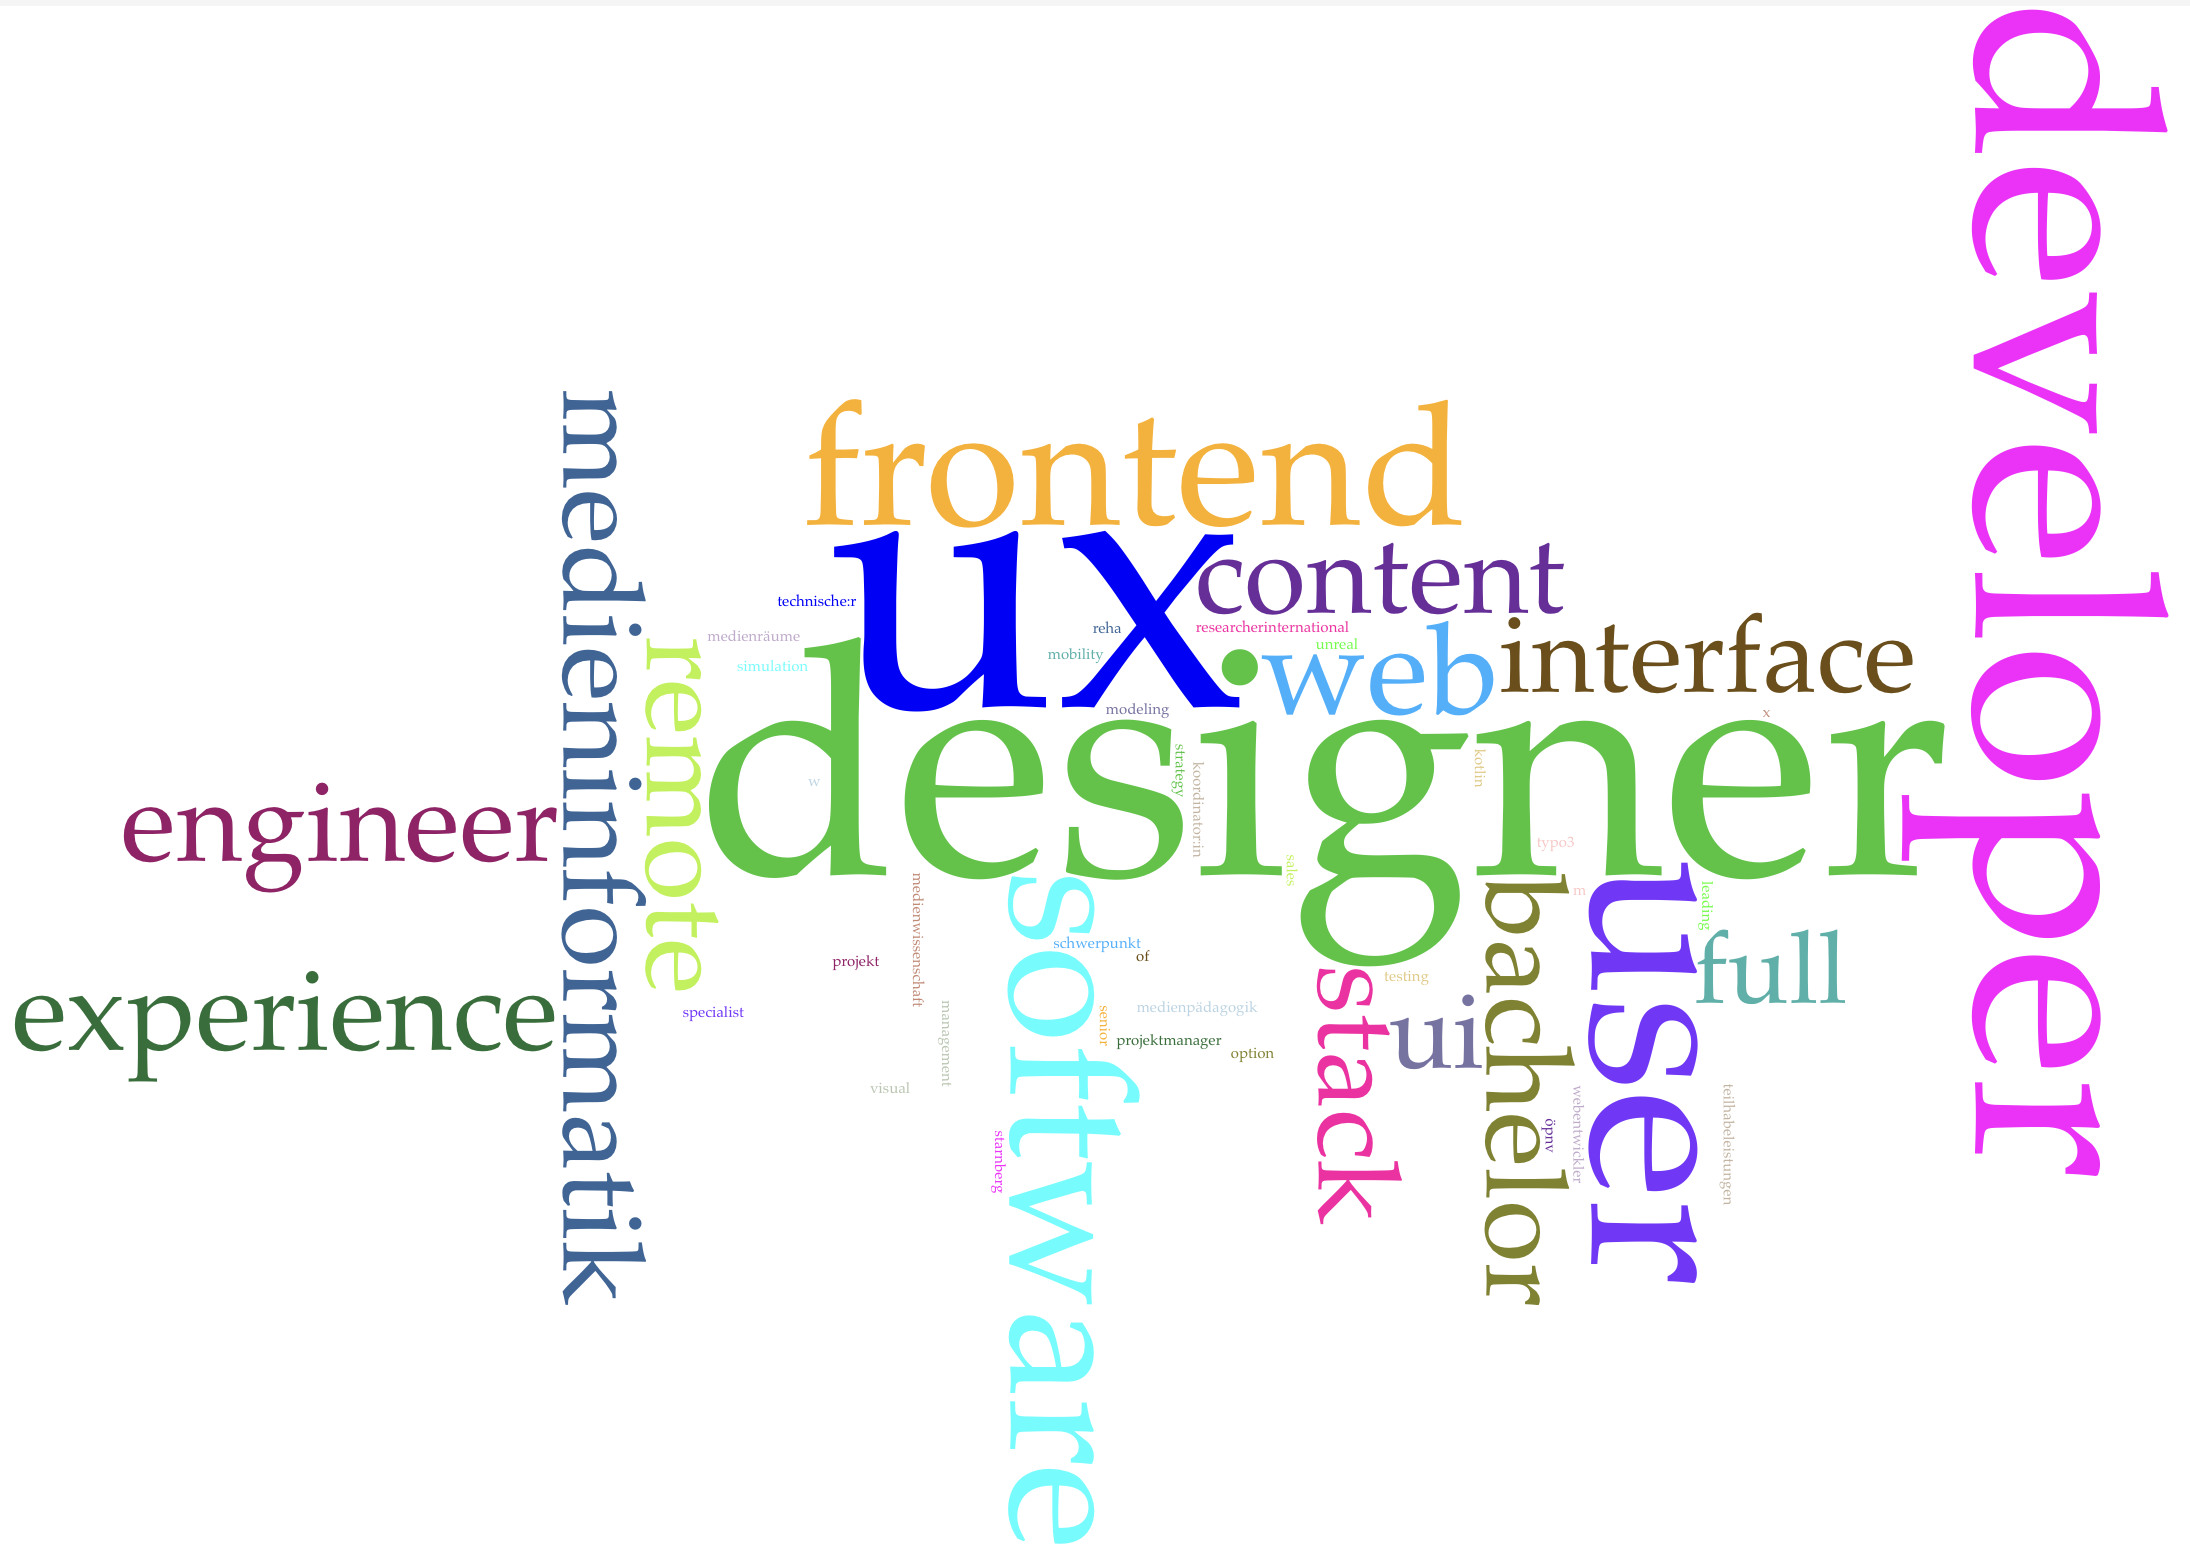 developer
frontend
ux
content
technische:r
reha
researcherinternational
medienräume
unreal
interface
mobility
simulation
web
modeling
x
designer
medieninformatik
remote
w
strategy
koordinator:in
kotlin
engineer
typo3
sales
m
leading
user
bachelor
software
medienwissenschaft
schwerpunkt
of
projekt
full
stack
testing
experience
specialist
management
senior
medienpädagogik
ui
projektmanager
option
visual
webentwickler
öpnv
teilhabeleistungen
starnberg